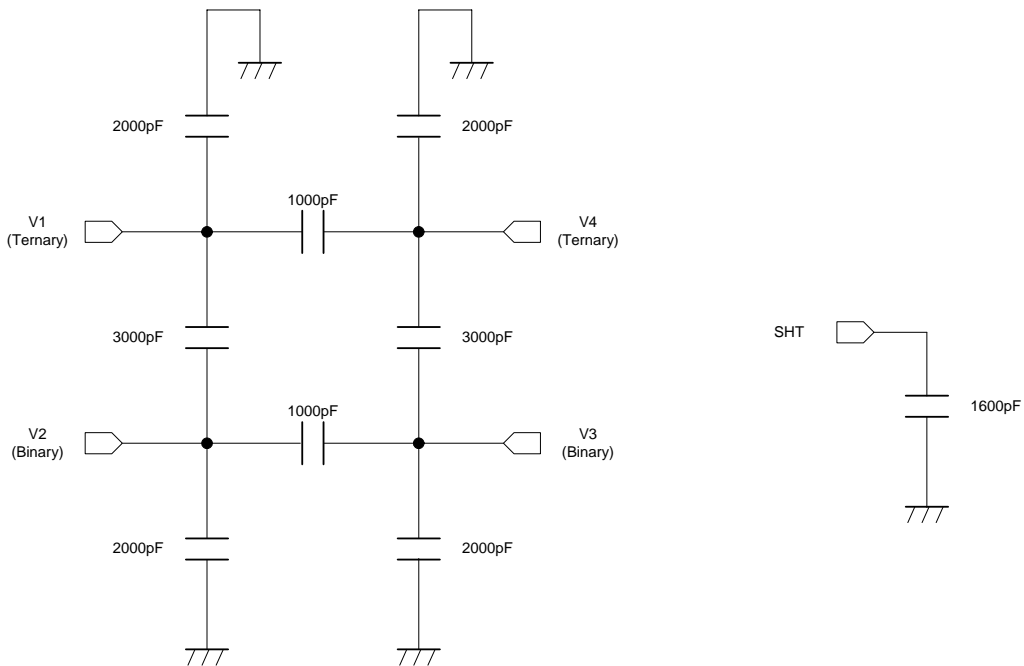 2000pF
2000pF
1000pF
V1
(Ternary)
V4
(Ternary)
3000pF
3000pF
SHT
1600pF
1000pF
V2
(Binary)
V3
(Binary)
2000pF
2000pF